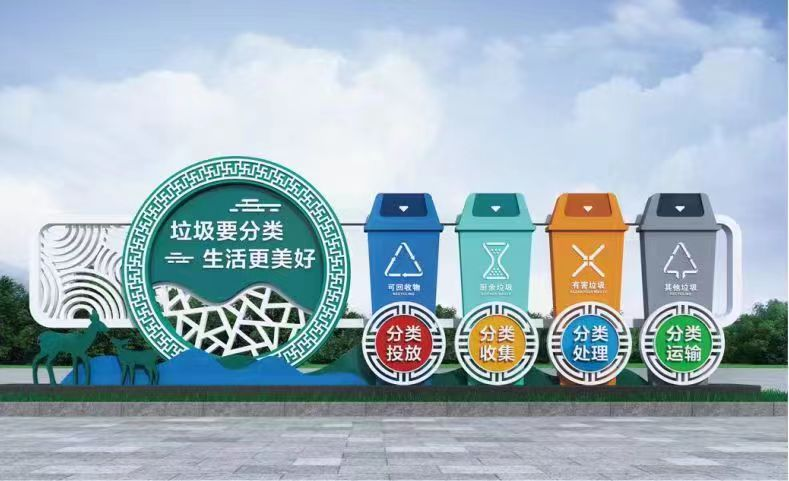 垃圾要分类
生活更美好
可回收物
RECYCLING
厨余垃圾
有害垃圾
其他垃圾
分类
投放
分类
收集
分类
处理
分类
运输